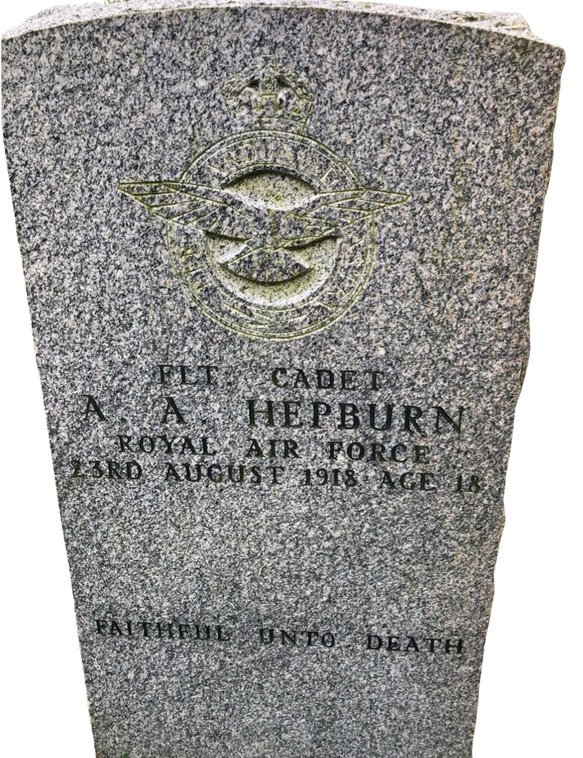 FLT CADET
A A HEPBURN
ROYAL AIR FORCE
23RD AUGUST 1918 AGE 18
FAITHFUL UNTO DEATH